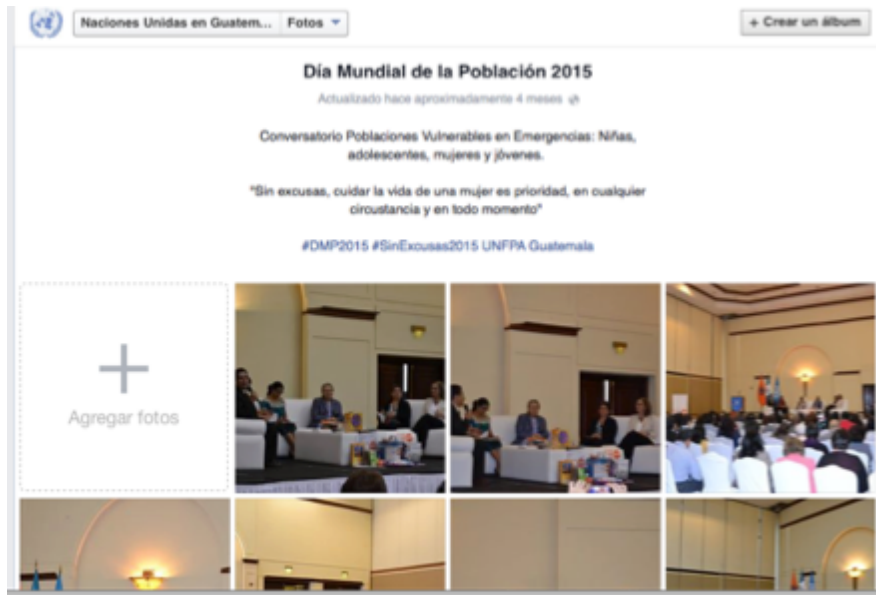 Naciones Unidas en Guatem... Fotos
+ Crear un álbum
Día Mundial de la Población 2015
Actualizado hace aproximadamente 4 meses
Conversatorio Poblaciones Vulnerables en Emergencias: Niñas,
adolescentes, mujeres y jóvenes.
"Sin excusas, cuidar la vida de una mujer es prioridad, en cualquier
circustancia y en todo momento"
#DMP2015 #SinExcusas2015 UNFPA Guatemala
Agregar fotos